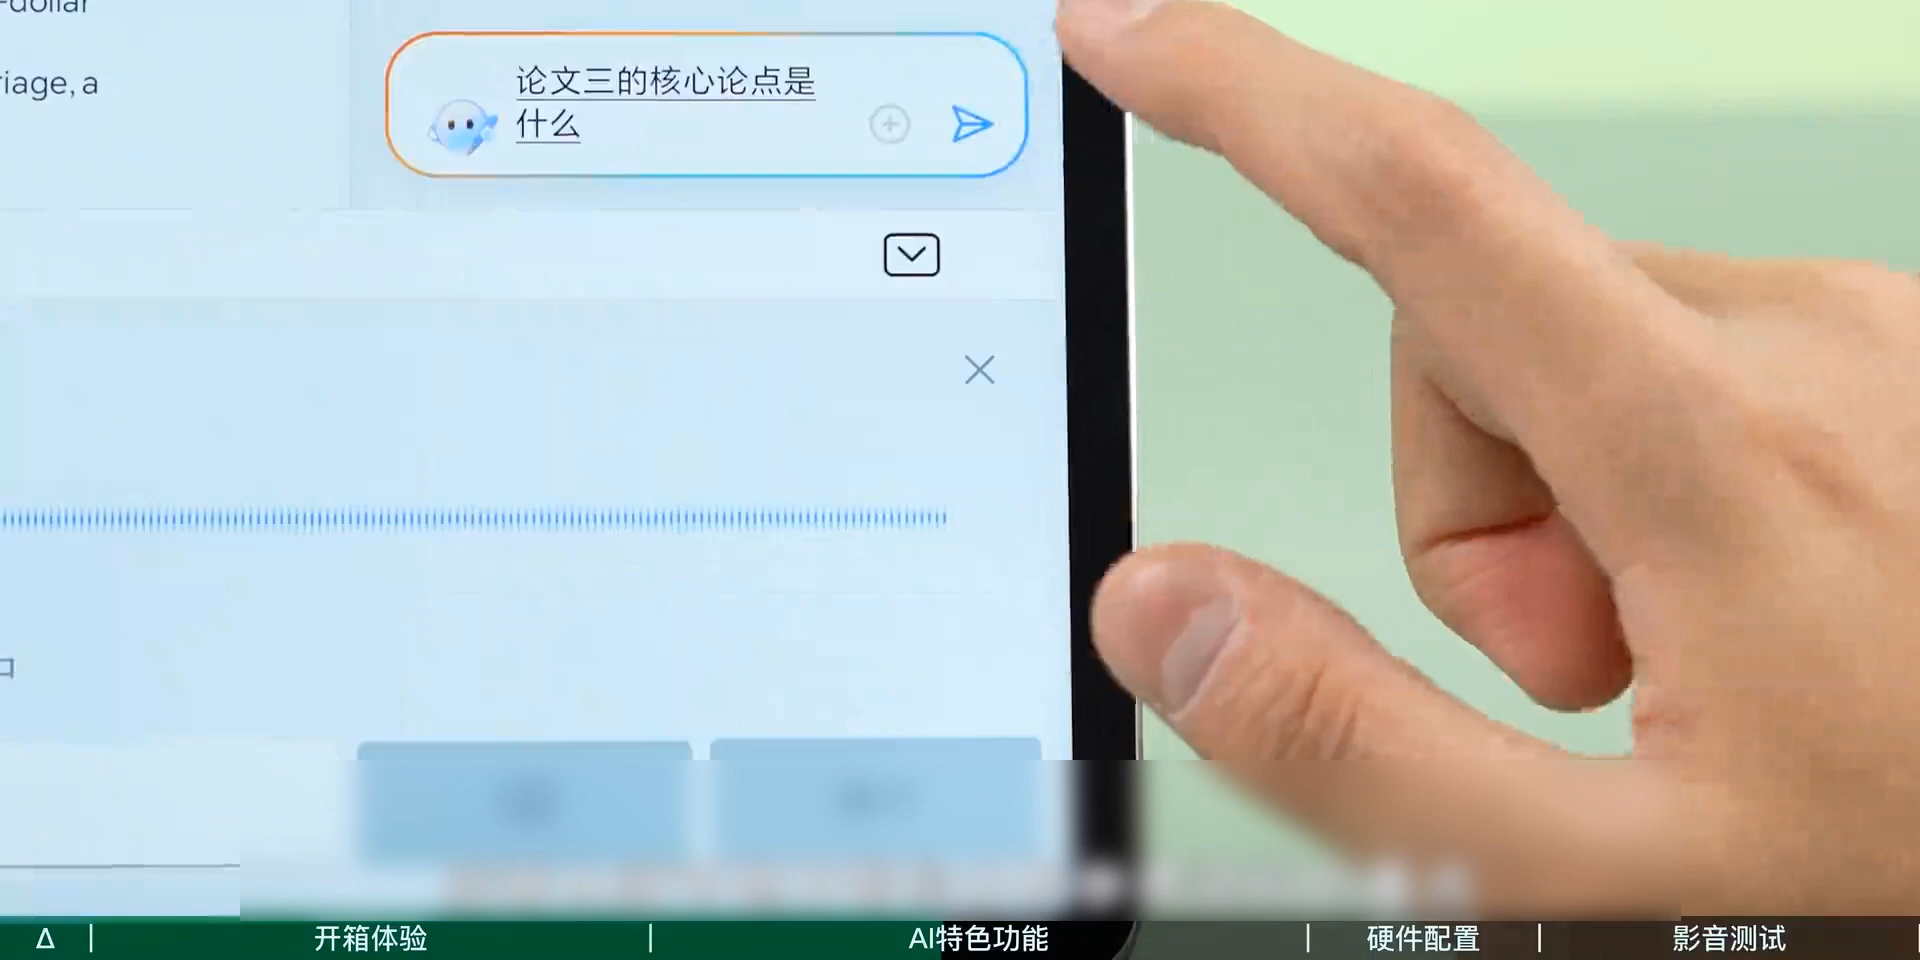 -dollar
论文三的核心论点是
什么
riage, a
Δ | 开箱体验 | AI特色功能 | 硬件配置 | 影音测试